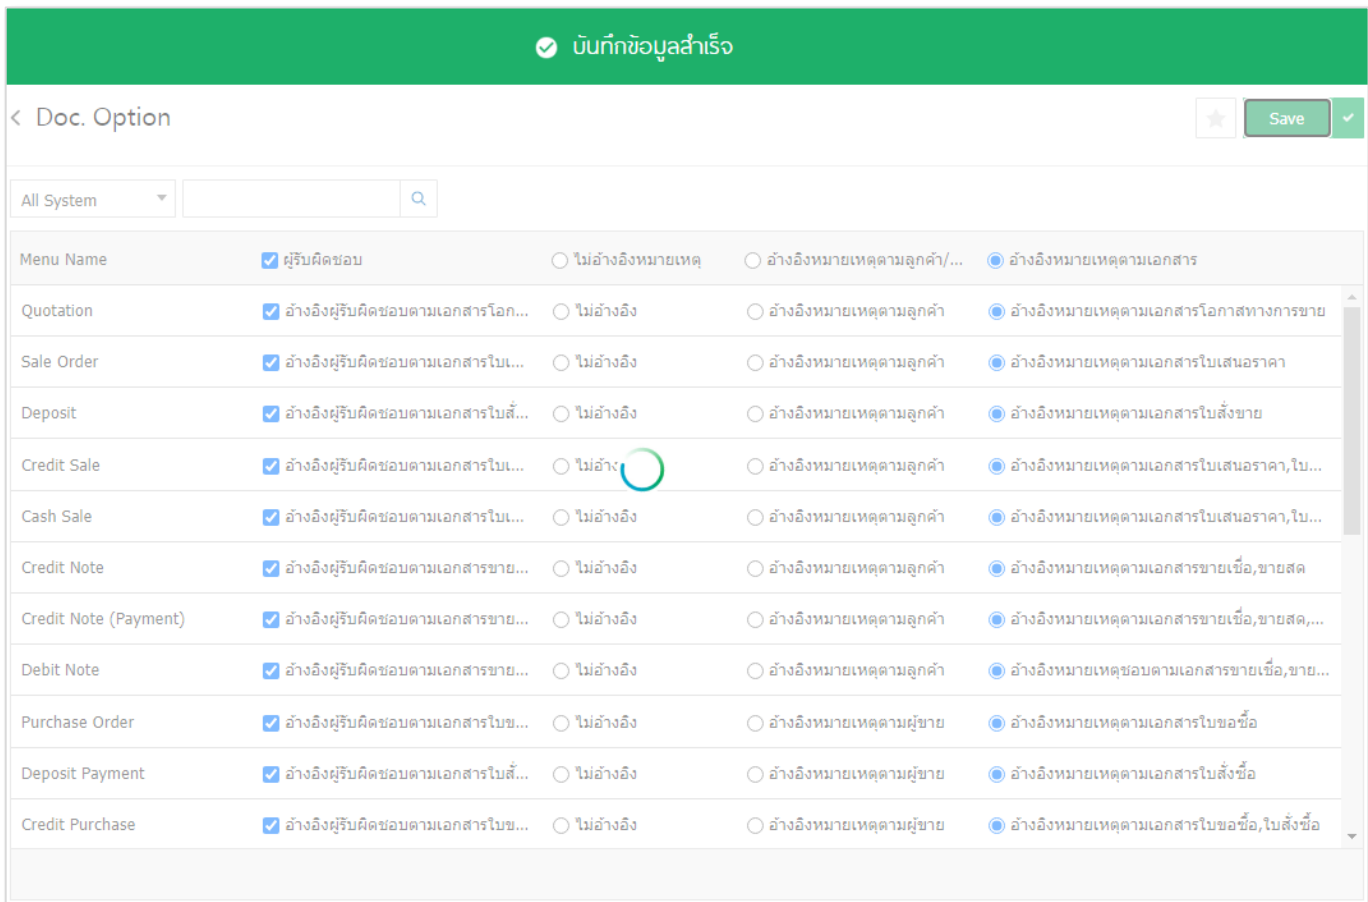 บันทึกข้อมูลสำเร็จ
Doc. Option
Save
All System
Menu Name ผู้รับผิดชอบ ไม่อ้างอิงหมายเหตุ อ้างอิงหมายเหตุตามลูกค้า/... อ้างอิงหมายเหตุตามเอกสาร
Quotation อ้างอิงผู้รับผิดชอบตามเอกสารโอก... ไม่อ้างอิง อ้างอิงหมายเหตุตามลูกค้า อ้างอิงหมายเหตุตามเอกสารโอกาสทางการขาย
Sale Order อ้างอิงผู้รับผิดชอบตามเอกสารใบเ... ไม่อ้างอิง อ้างอิงหมายเหตุตามลูกค้า อ้างอิงหมายเหตุตามเอกสารใบเสนอราคา
Deposit อ้างอิงผู้รับผิดชอบตามเอกสารใบสั่... ไม่อ้างอิง อ้างอิงหมายเหตุตามลูกค้า อ้างอิงหมายเหตุตามเอกสารใบสั่งขาย
Credit Sale อ้างอิงผู้รับผิดชอบตามเอกสารใบเ... ไม่อ้าง อ้างอิงหมายเหตุตามลูกค้า อ้างอิงหมายเหตุตามเอกสารใบเสนอราคา,ใบ...
Cash Sale อ้างอิงผู้รับผิดชอบตามเอกสารใบเ... ไม่อ้างอิง อ้างอิงหมายเหตุตามลูกค้า อ้างอิงหมายเหตุตามเอกสารใบเสนอราคา,ใบ...
Credit Note อ้างอิงผู้รับผิดชอบตามเอกสารขาย... ไม่อ้างอิง อ้างอิงหมายเหตุตามลูกค้า อ้างอิงหมายเหตุตามเอกสารขายเชื่อ,ขายสด
Credit Note (Payment) อ้างอิงผู้รับผิดชอบตามเอกสารขาย... ไม่อ้างอิง อ้างอิงหมายเหตุตามลูกค้า อ้างอิงหมายเหตุตามเอกสารขายเชื่อ,ขายสด,...
Debit Note อ้างอิงผู้รับผิดชอบตามเอกสารขาย... ไม่อ้างอิง อ้างอิงหมายเหตุตามลูกค้า อ้างอิงหมายเหตุชอบตามเอกสารขายเชื่อ,ขาย...
Purchase Order อ้างอิงผู้รับผิดชอบตามเอกสารใบข... ไม่อ้างอิง อ้างอิงหมายเหตุตามผู้ขาย อ้างอิงหมายเหตุตามเอกสารใบขอซื้อ
Deposit Payment อ้างอิงผู้รับผิดชอบตามเอกสารใบสั่... ไม่อ้างอิง อ้างอิงหมายเหตุตามผู้ขาย อ้างอิงหมายเหตุตามเอกสารใบสั่งซื้อ
Credit Purchase อ้างอิงผู้รับผิดชอบตามเอกสารใบข... ไม่อ้างอิง อ้างอิงหมายเหตุตามผู้ขาย อ้างอิงหมายเหตุตามเอกสารใบขอซื้อ,ใบสั่งซื้อ